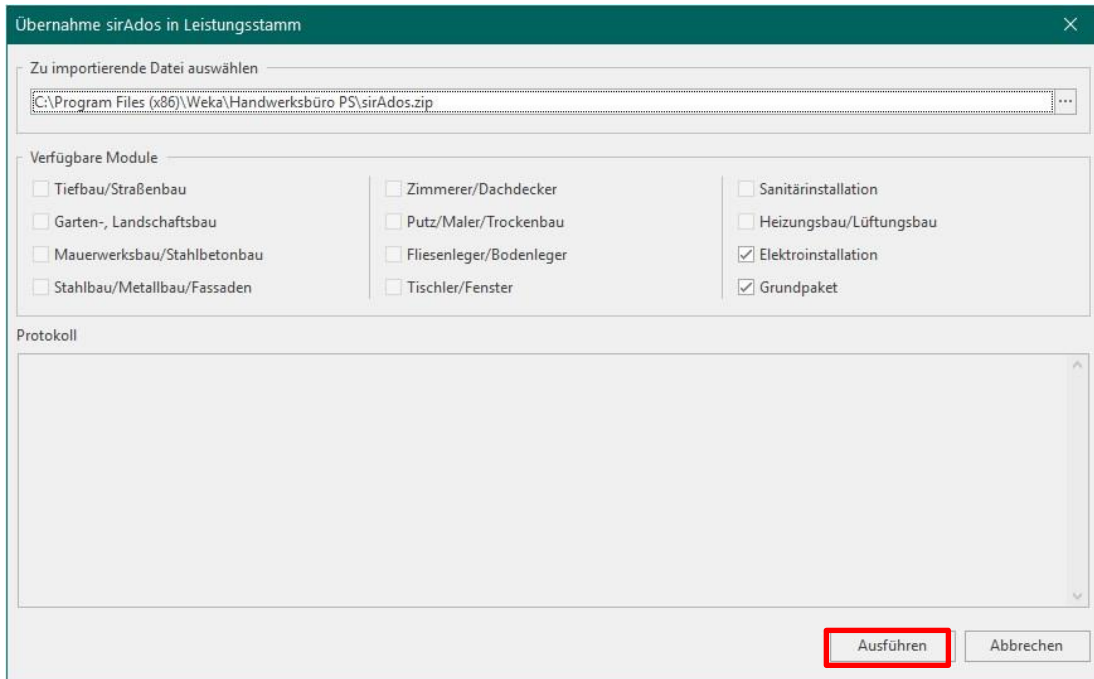 Übernahme sirAdos in Leistungsstamm
Zu importierende Datei auswählen
C:\Program Files (x86)\Weka\Handwerksbüro PS\sirAdos.zip
...
Verfügbare Module
Tiefbau/Straßenbau
Garten-, Landschaftsbau
Mauerwerksbau/Stahlbetonbau
Stahlbau/Metallbau/Fassaden
Zimmerer/Dachdecker
Putz/Maler/Trockenbau
Fliesenleger/Bodenleger
Tischler/Fenster
Sanitärinstallation
Heizungsbau/Lüftungsbau
Elektroinstallation
Grundpaket
Protokoll
Ausführen
Abbrechen